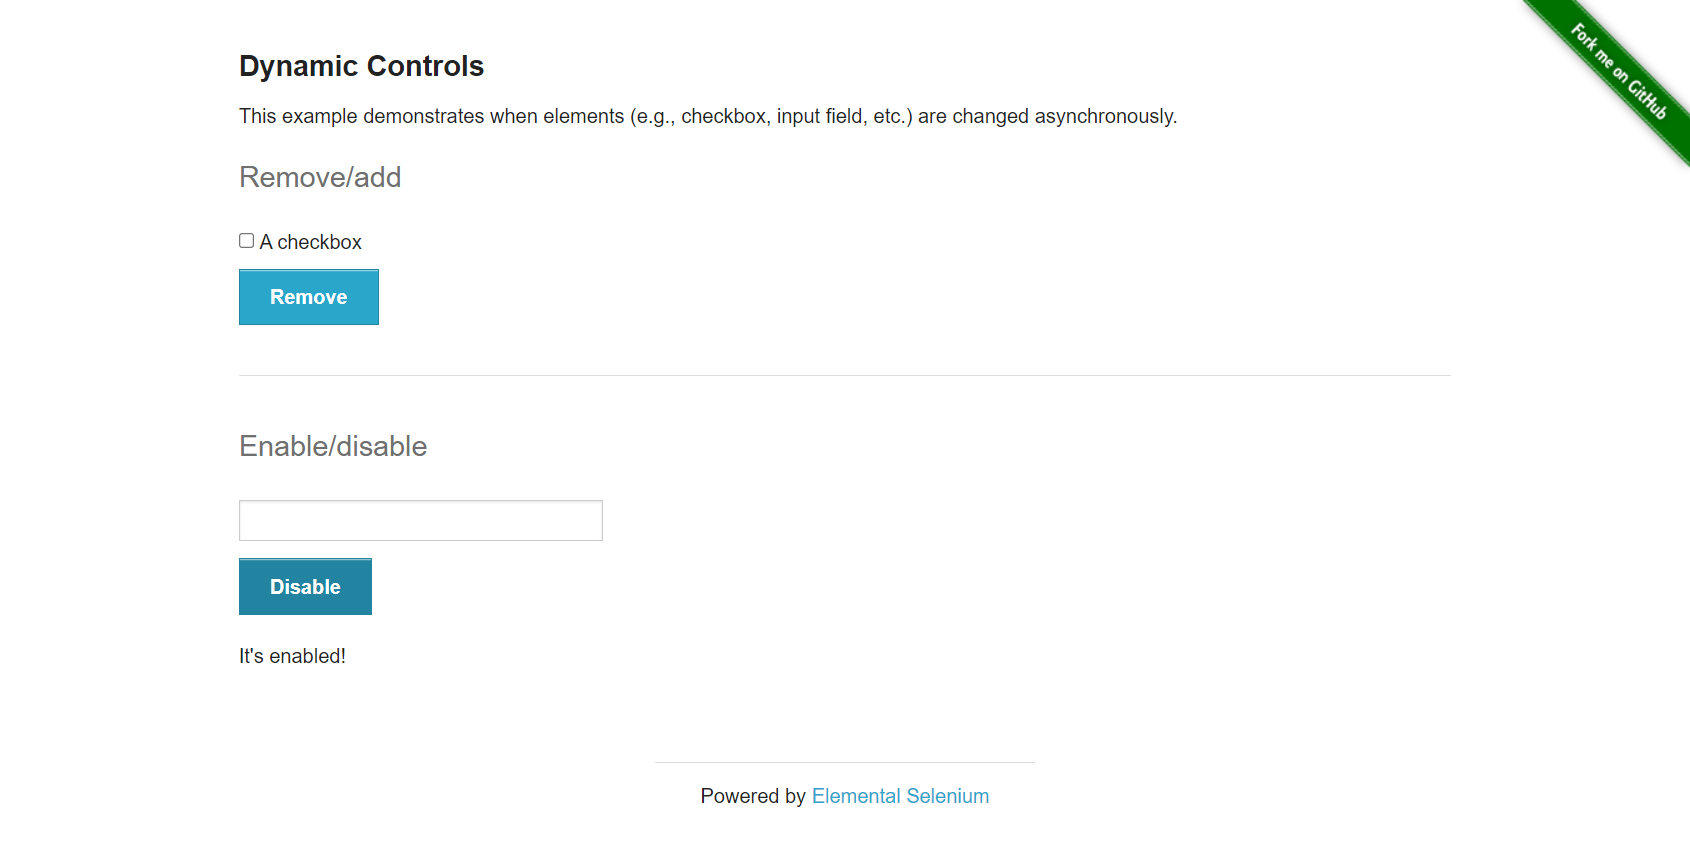 Fork me on GitHub
Dynamic Controls
This example demonstrates when elements (e.g., checkbox, input field, etc.) are changed asynchronously.
Remove/add
A checkbox
Remove
Enable/disable
Disable
It's enabled!
Powered by Elemental Selenium